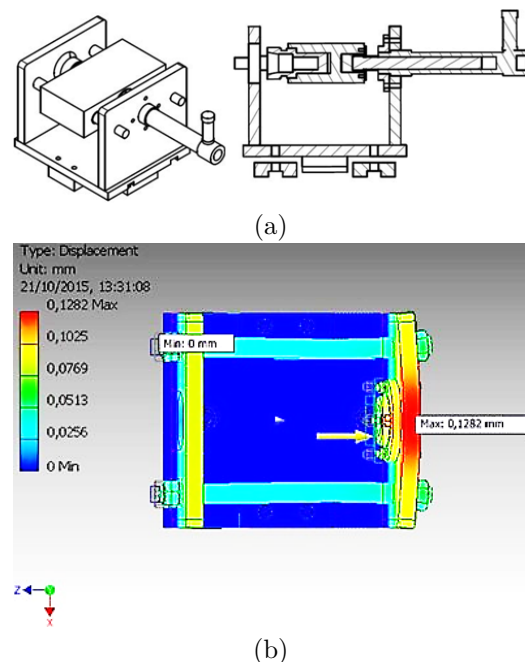 (a)
Type: Displacement
Unit: mm
21/10/2015, 13:31:08
0,1282 Max
0,1025
0,0769
0,0513
0,0256
0 Min
Min: 0 mm
Max: 0,1282 mm
Z
X
(b)